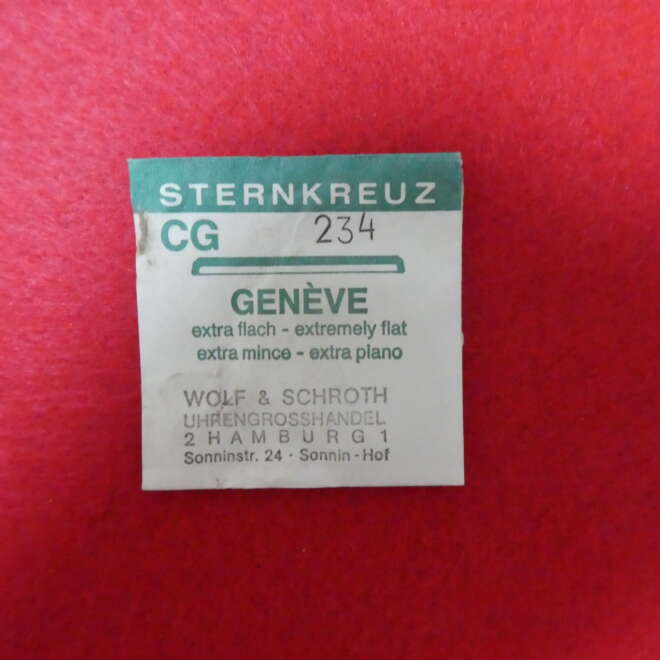 STERNKREUZ
CG 234
GENÈVE
extra flach - extremely flat
extra mince - extra piano
WOLF & SCHROTH
UHRENGROSSHANDEL
2 HAMBURG 1
Sonninstr. 24 · Sonnin-Hof